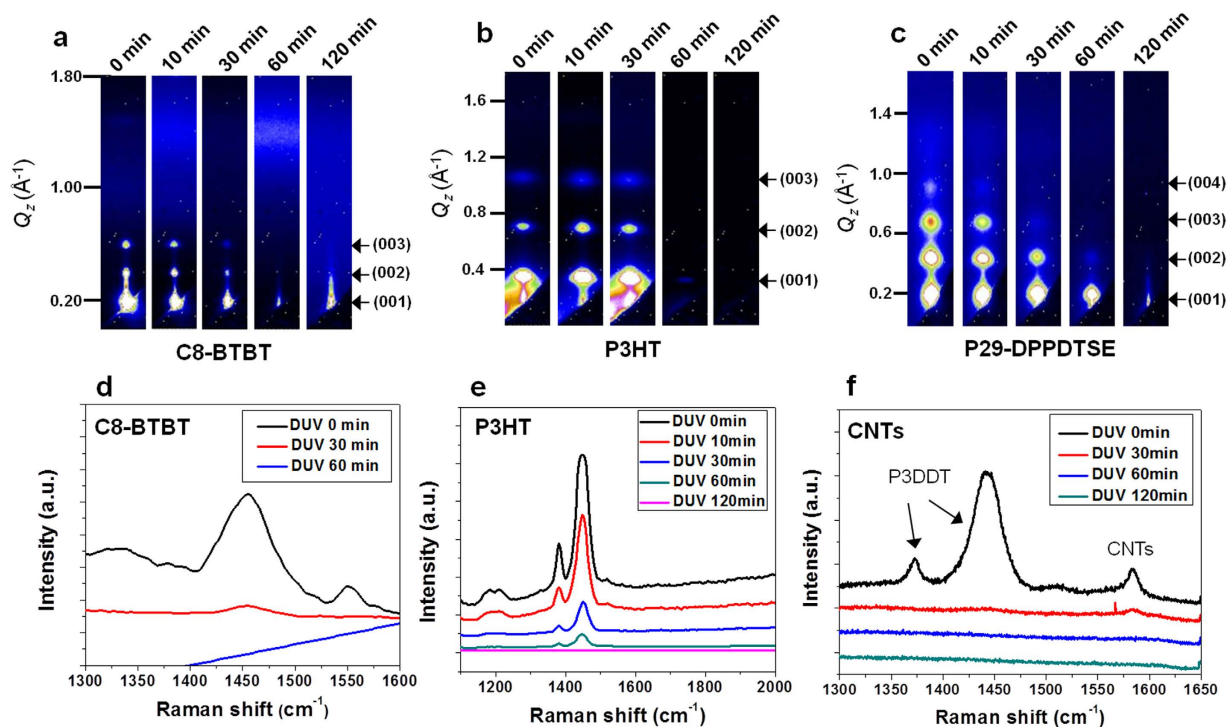 a
0 min 10 min 30 min 60 min 120 min
1.80
1.00
0.20
Qz (Å-1)
(003)
(002)
(001)
C8-BTBT
b
0 min 10 min 30 min 60 min 120 min
1.6
1.2
0.8
0.4
Qz (Å-1)
(003)
(002)
(001)
P3HT
c
0 min 10 min 30 min 60 min 120 min
1.4
1.0
0.6
0.2
Qz (Å-1)
(004)
(003)
(002)
(001)
P29-DPPDTSE
d
C8-BTBT
DUV 0 min
DUV 30 min
DUV 60 min
Intensity (a.u.)
1300 1350 1400 1450 1500 1550 1600
Raman shift (cm-1)
e
P3HT
DUV 0min
DUV 10min
DUV 30min
DUV 60min
DUV 120min
Intensity (a.u.)
1200 1400 1600 1800 2000
Raman shift (cm-1)
f
CNTs
DUV 0min
DUV 30min
DUV 60min
DUV 120min
P3DDT
CNTs
Intensity (a.u.)
1300 1350 1400 1450 1500 1550 1600 1650
Raman shift (cm-1)